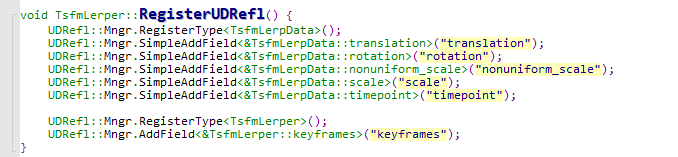 void TsfmLerper::RegisterUDRefl() {
UDRefl::Mngr.RegisterType<TsfmLerpData>();
UDRefl::Mngr.SimpleAddField<&TsfmLerpData::translation>("translation");
UDRefl::Mngr.SimpleAddField<&TsfmLerpData::rotation>("rotation");
UDRefl::Mngr.SimpleAddField<&TsfmLerpData::nonuniform_scale>("nonuniform_scale");
UDRefl::Mngr.SimpleAddField<&TsfmLerpData::scale>("scale");
UDRefl::Mngr.SimpleAddField<&TsfmLerpData::timepoint>("timepoint");
UDRefl::Mngr.RegisterType<TsfmLerper>();
UDRefl::Mngr.AddField<&TsfmLerper::keyframes>("keyframes");
}